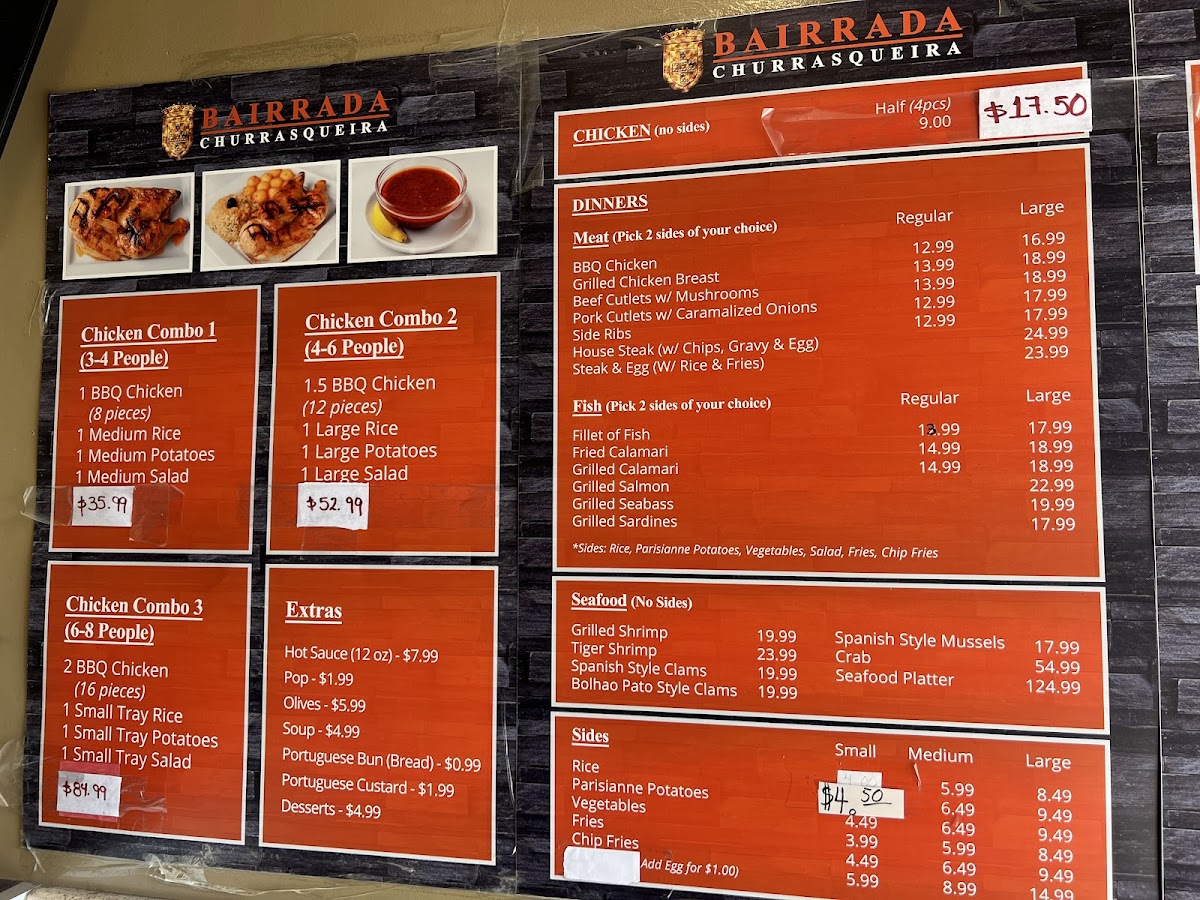 BAIRRADA
CHURRASQUEIRA
Chicken Combo 1
(3-4 People)
1 BBQ Chicken
(8 pieces)
1 Medium Rice
1 Medium Potatoes
1 Medium Salad
$35.99
Chicken Combo 2
(4-6 People)
1.5 BBQ Chicken
(12 pieces)
1 Large Rice
1 Large Potatoes
1 Large Salad
$52.99
Chicken Combo 3
(6-8 People)
2 BBQ Chicken
(16 pieces)
1 Small Tray Rice
1 Small Tray Potatoes
1 Small Tray Salad
$84.99
Extras
Hot Sauce (12 oz) - $7.99
Pop - $1.99
Olives - $5.99
Soup - $4.99
Portuguese Bun (Bread) - $0.99
Portuguese Custard - $1.99
Desserts - $4.99
BAIRRADA
CHURRASQUEIRA
CHICKEN (no sides) Half (4pcs) $17.50
9.00
DINNERS
Meat (Pick 2 sides of your choice) Regular Large
BBQ Chicken 12.99 16.99
Grilled Chicken Breast 13.99 18.99
Beef Cutlets w/ Mushrooms 13.99 18.99
Pork Cutlets w/ Caramalized Onions 12.99 17.99
Side Ribs 12.99 17.99
House Steak (w/ Chips, Gravy & Egg) 24.99
Steak & Egg (W/ Rice & Fries) 23.99
Fish (Pick 2 sides of your choice) Regular Large
Fillet of Fish 13.99 17.99
Fried Calamari 14.99 18.99
Grilled Calamari 14.99 18.99
Grilled Salmon 22.99
Grilled Seabass 19.99
Grilled Sardines 17.99
*Sides: Rice, Parisianne Potatoes, Vegetables, Salad, Fries, Chip Fries
Seafood (No Sides)
Grilled Shrimp 19.99
Tiger Shrimp 23.99
Spanish Style Clams 19.99
Bolhao Pato Style Clams 19.99
Spanish Style Mussels 17.99
Crab 54.99
Seafood Platter 124.99
Sides Small Medium Large
Rice $4.50 5.99 8.49
Parisianne Potatoes 4.49 6.49 9.49
Vegetables 3.99 6.49 9.49
Fries 4.49 5.99 8.49
Chip Fries 5.99 6.49 9.49
Add Egg for $1.00) 8.99 14.99